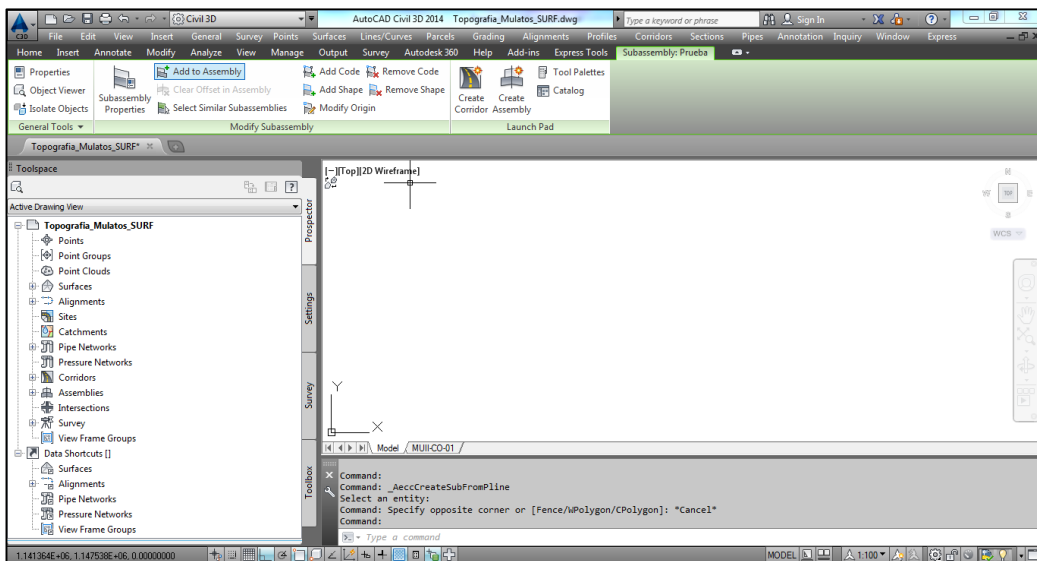 Civil 3D AutoCAD Civil 3D 2014 Topografia_Mulatos_SURF.dwg Type a keyword or phrase Sign In
C3D File Edit View Insert General Survey Points Surfaces Lines/Curves Parcels Grading Alignments Profiles Corridors Sections Pipes Annotation Inquiry Window Express
Home Insert Annotate Modify Analyze View Manage Output Survey Autodesk 360 Help Add-ins Express Tools Subassembly: Prueba
Properties
Object Viewer
Isolate Objects
General Tools
Subassembly
Properties
Add to Assembly
Clear Offset in Assembly
Select Similar Subassemblies
Add Code Remove Code
Add Shape Remove Shape
Modify Origin
Modify Subassembly
Create
Corridor
Create
Assembly
Tool Palettes
Catalog
Launch Pad
Topografia_Mulatos_SURF*
Toolspace
Active Drawing View
Topografia_Mulatos_SURF
Points
Point Groups
Point Clouds
Surfaces
Alignments
Sites
Catchments
Pipe Networks
Pressure Networks
Corridors
Assemblies
Intersections
Survey
View Frame Groups
Data Shortcuts []
Surfaces
Alignments
Pipe Networks
Pressure Networks
View Frame Groups
Prospector
Settings
Survey
Toolbox
[−][Top][2D Wireframe]
TOP
WCS
Y
X
Model MUII-CO-01
Command:
Command: _AeccCreateSubFromPline
Select an entity:
Command: Specify opposite corner or [Fence/WPolygon/CPolygon]: *Cancel*
Command:
Type a command
1.141364E+06, 1.147538E+06, 0.00000000 MODEL 1:100